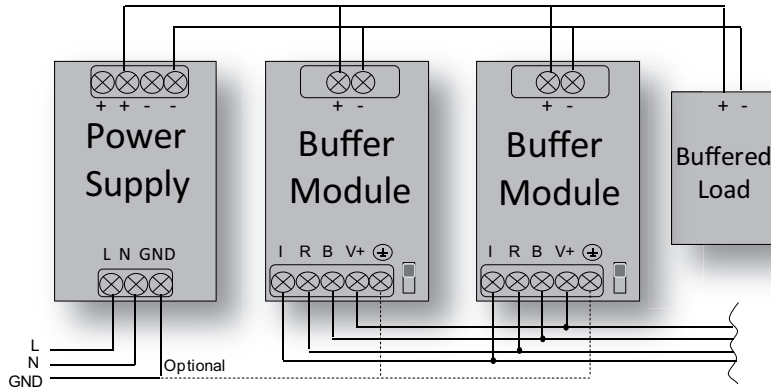 + + - -
+ -
+ -
+ -
Power
Supply
Buffer
Module
Buffer
Module
Buffered
Load
L N GND
I R B V+
I R B V+
L
N
GND
Optional